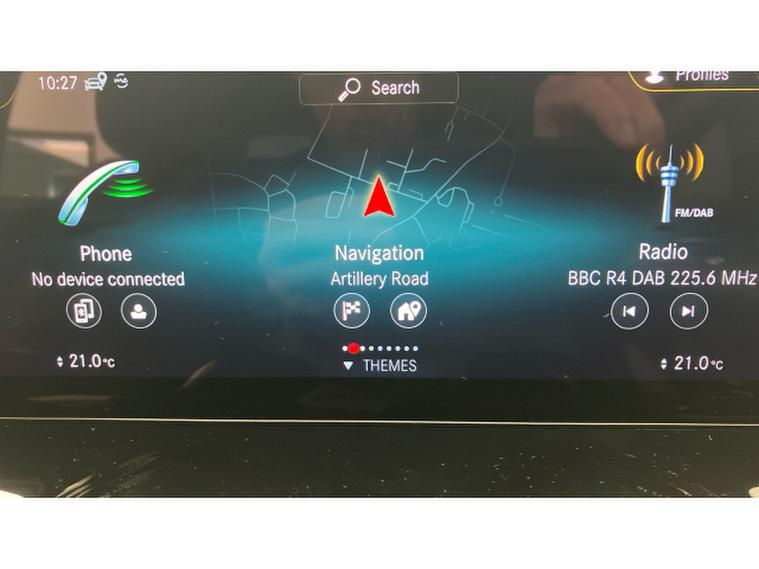 10:27
Search
Profiles
FM/DAB
Phone
No device connected
Navigation
Artillery Road
Radio
BBC R4 DAB 225.6 MHz
21.0°C
THEMES
21.0°C